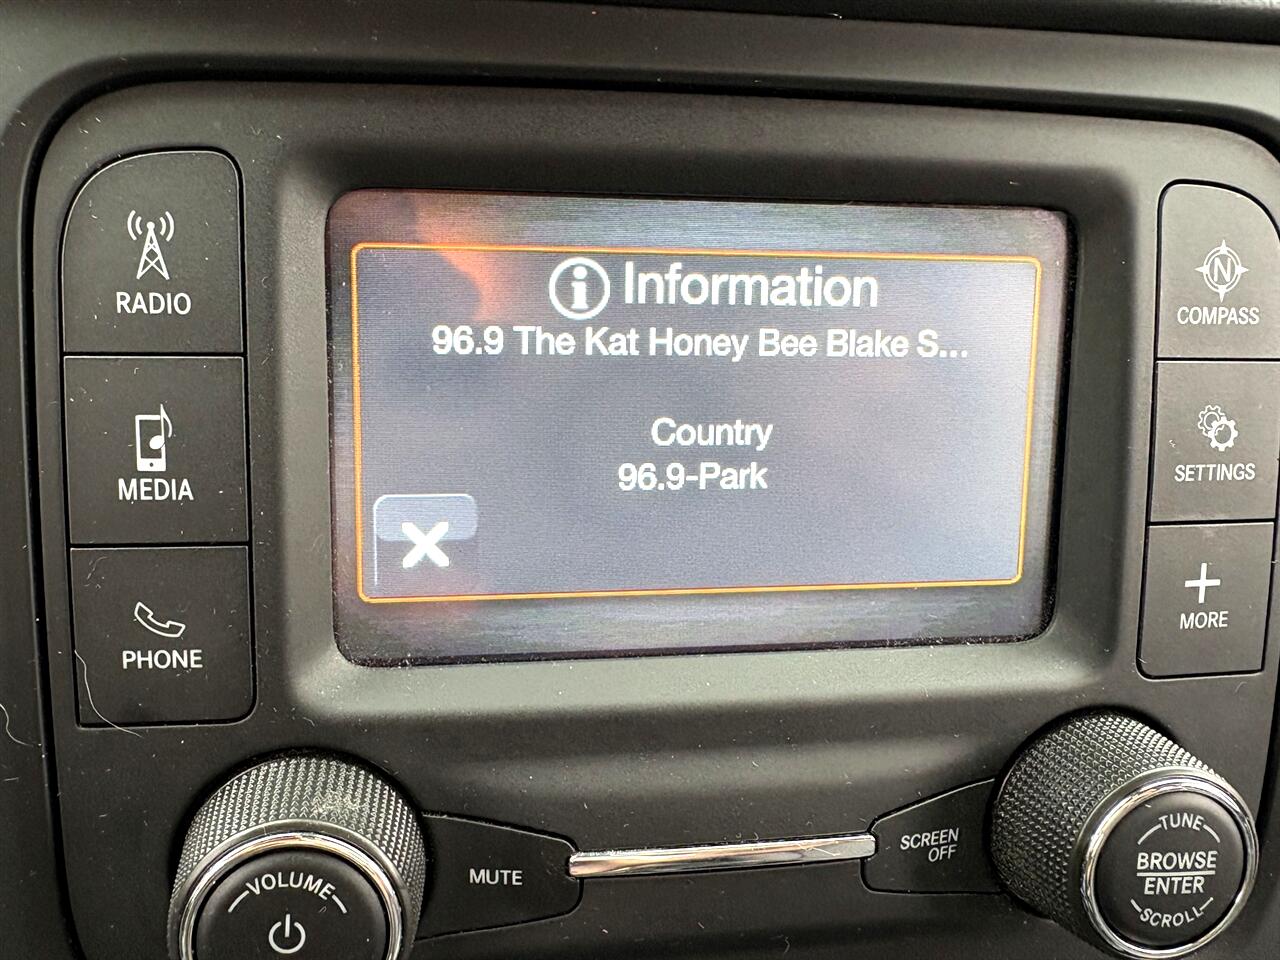 RADIO
MEDIA
PHONE
Information
96.9 The Kat Honey Bee Blake S...
Country
96.9-Park
N
COMPASS
SETTINGS
MORE
VOLUME
MUTE
SCREEN
OFF
TUNE
BROWSE
ENTER
SCROLL